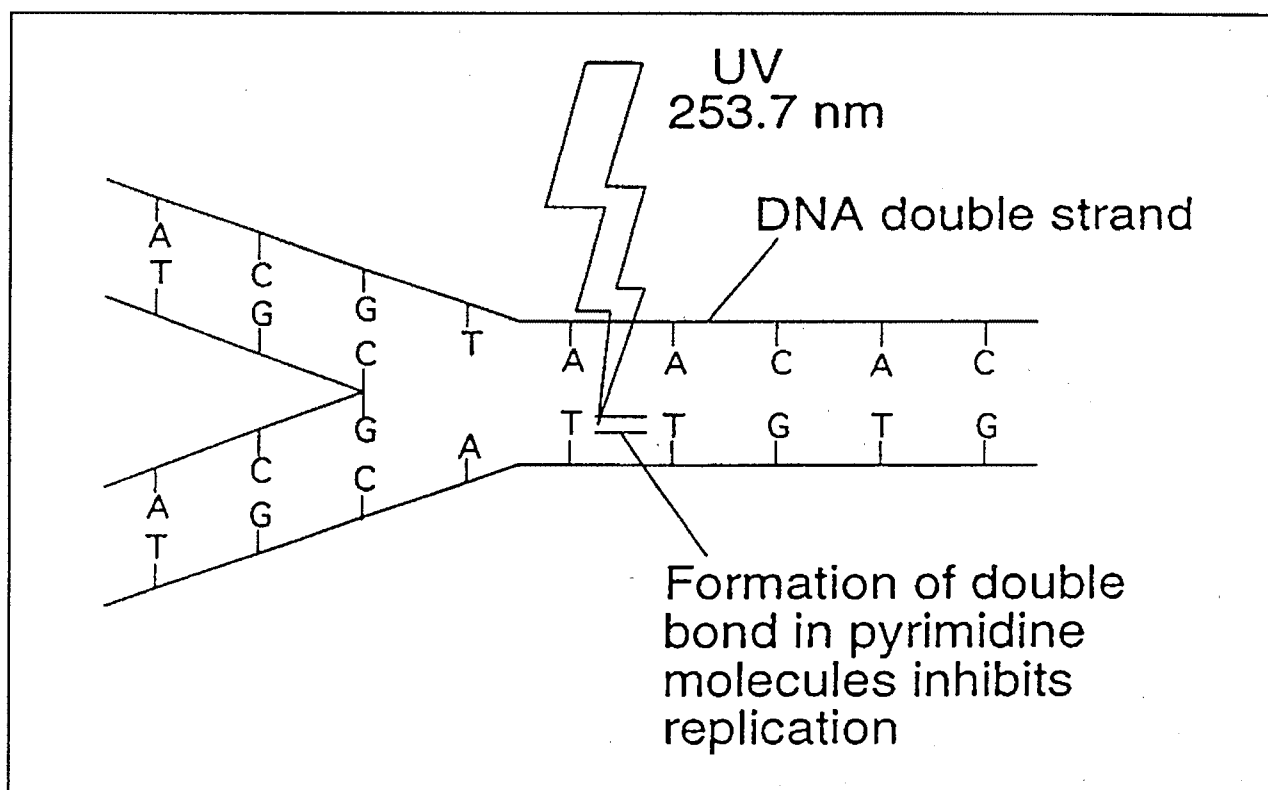 UV
253.7 nm
DNA double strand
A C G T A A C A C
T G C A T T G T G
C G
A G C
T
Formation of double
bond in pyrimidine
molecules inhibits
replication